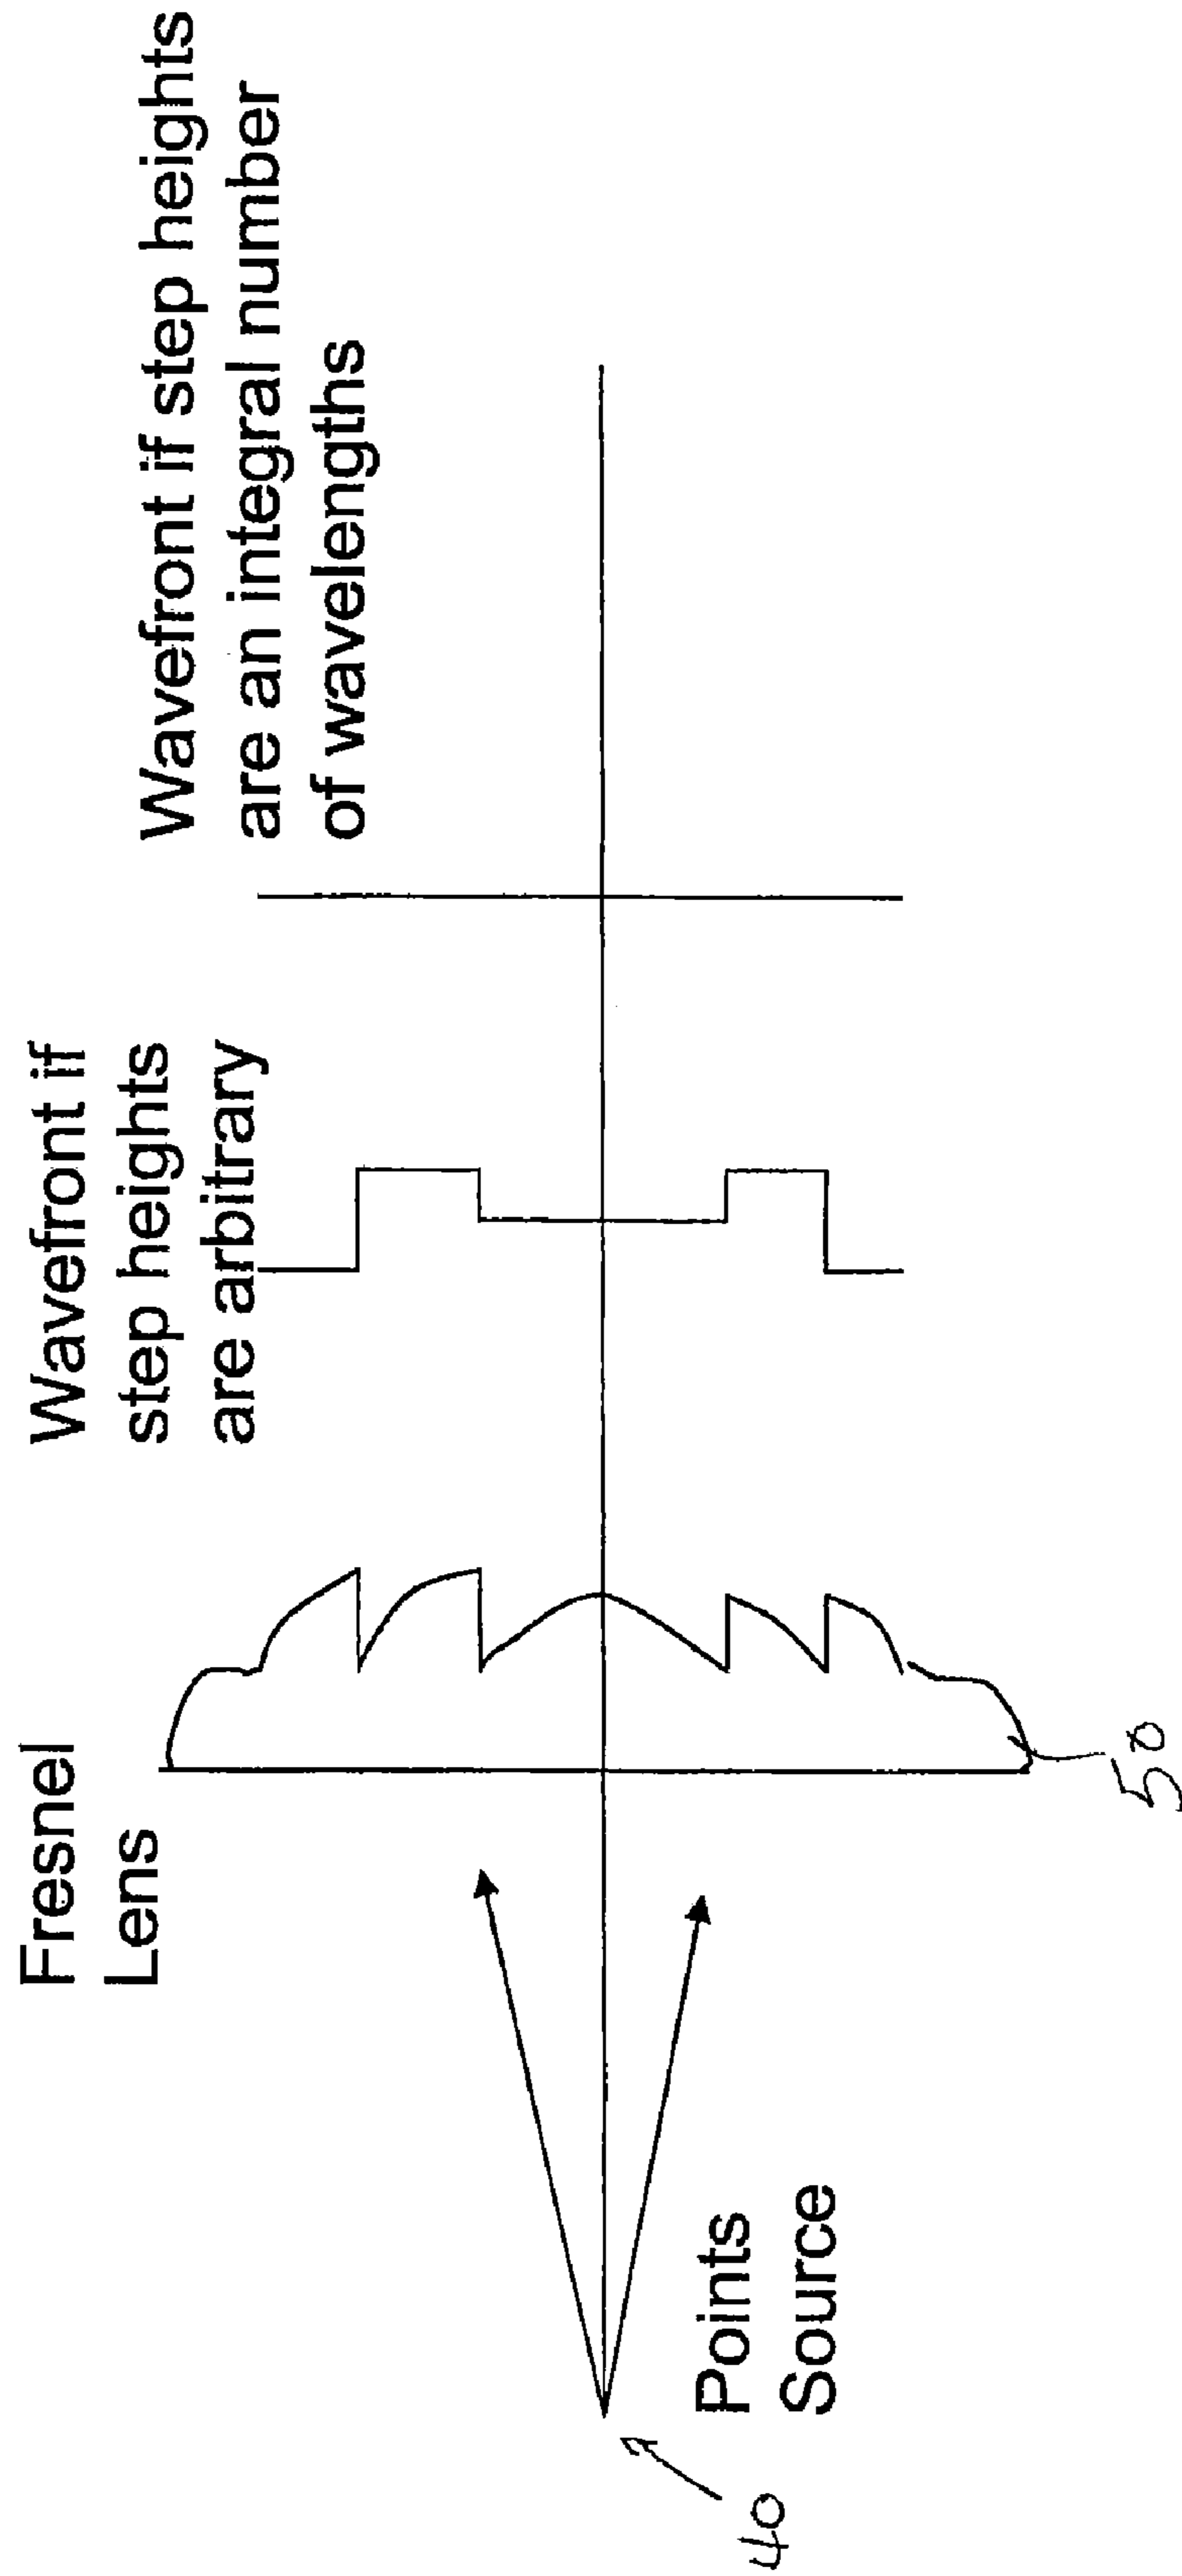 Fresnel
Lens
Wavefront if
step heights
are arbitrary
Wavefront if step heights
are an integral number
of wavelengths
Points
Source
40
50